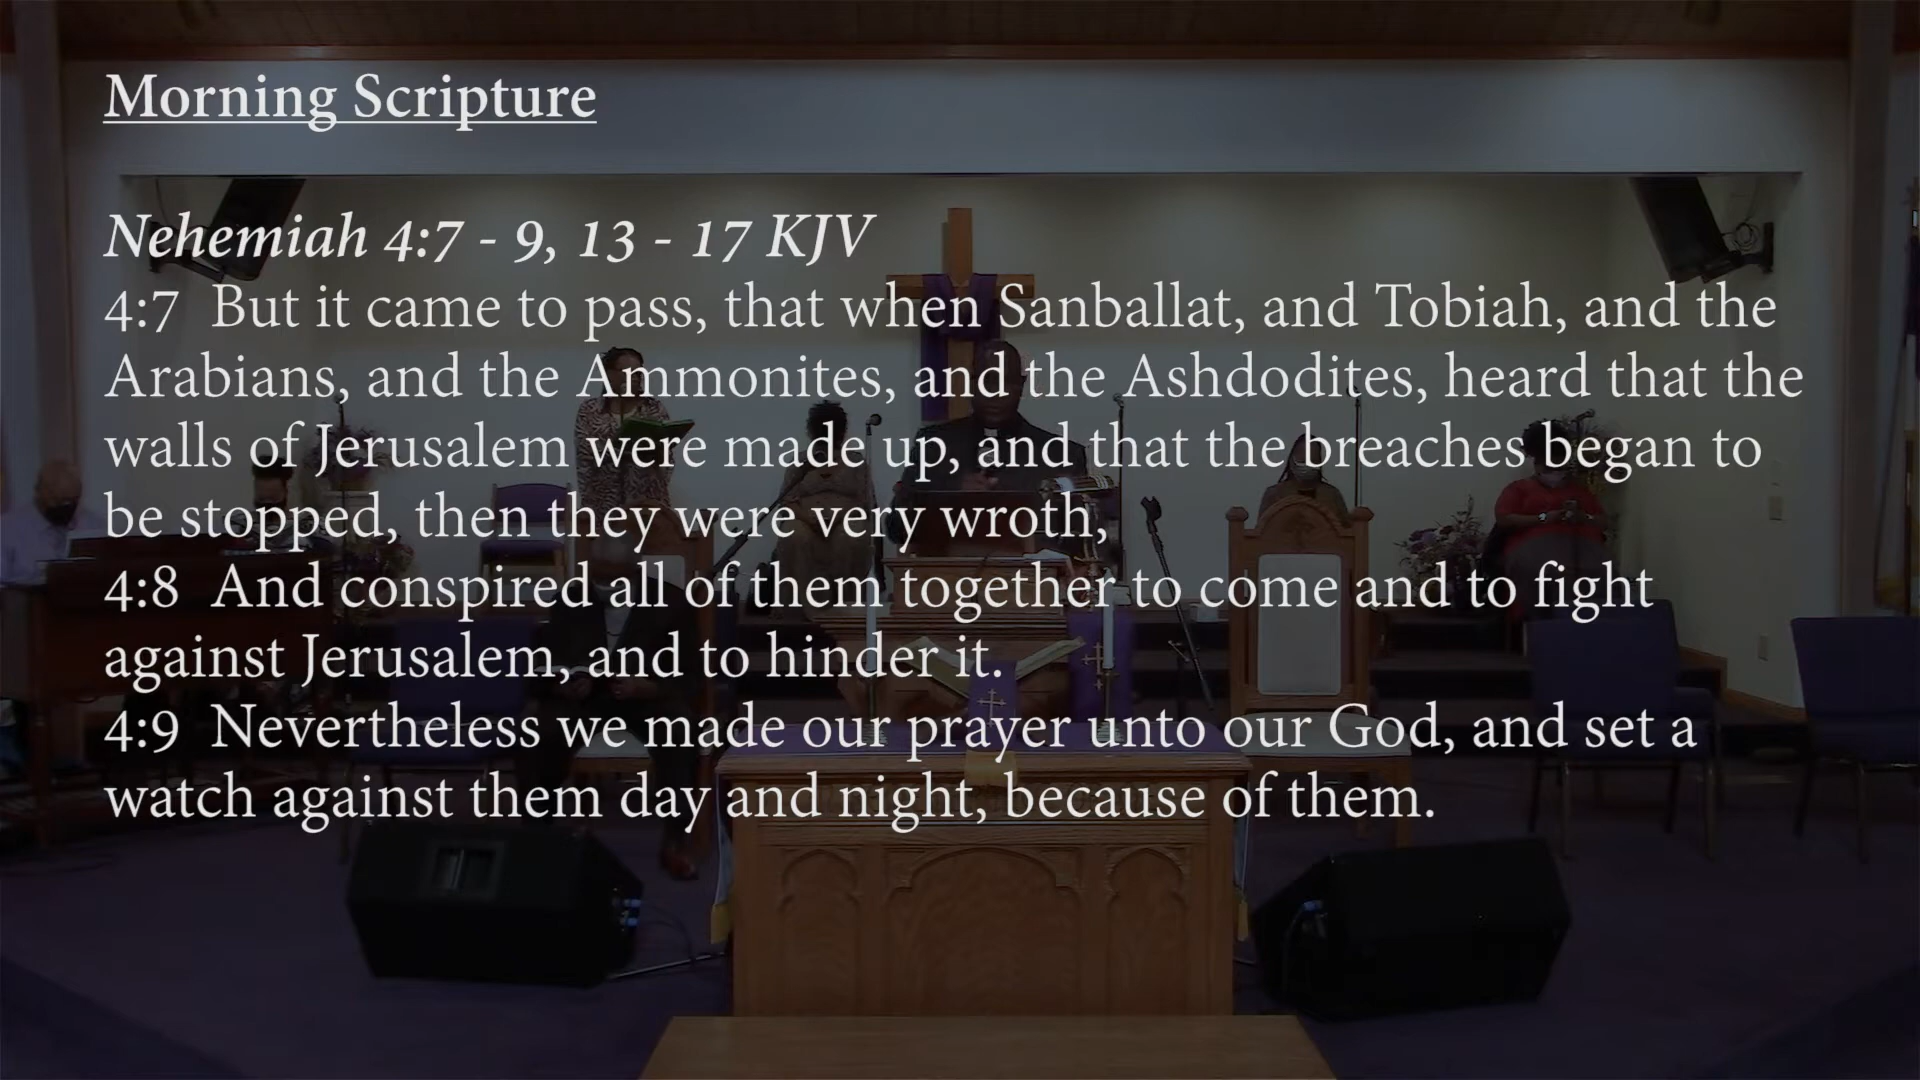 Morning Scripture
Nehemiah 4:7 - 9, 13 - 17 KJV
4:7 But it came to pass, that when Sanballat, and Tobiah, and the
Arabians, and the Ammonites, and the Ashdodites, heard that the
walls of Jerusalem were made up, and that the breaches began to
be stopped, then they were very wroth,
4:8 And conspired all of them together to come and to fight
against Jerusalem, and to hinder it.
4:9 Nevertheless we made our prayer unto our God, and set a
watch against them day and night, because of them.